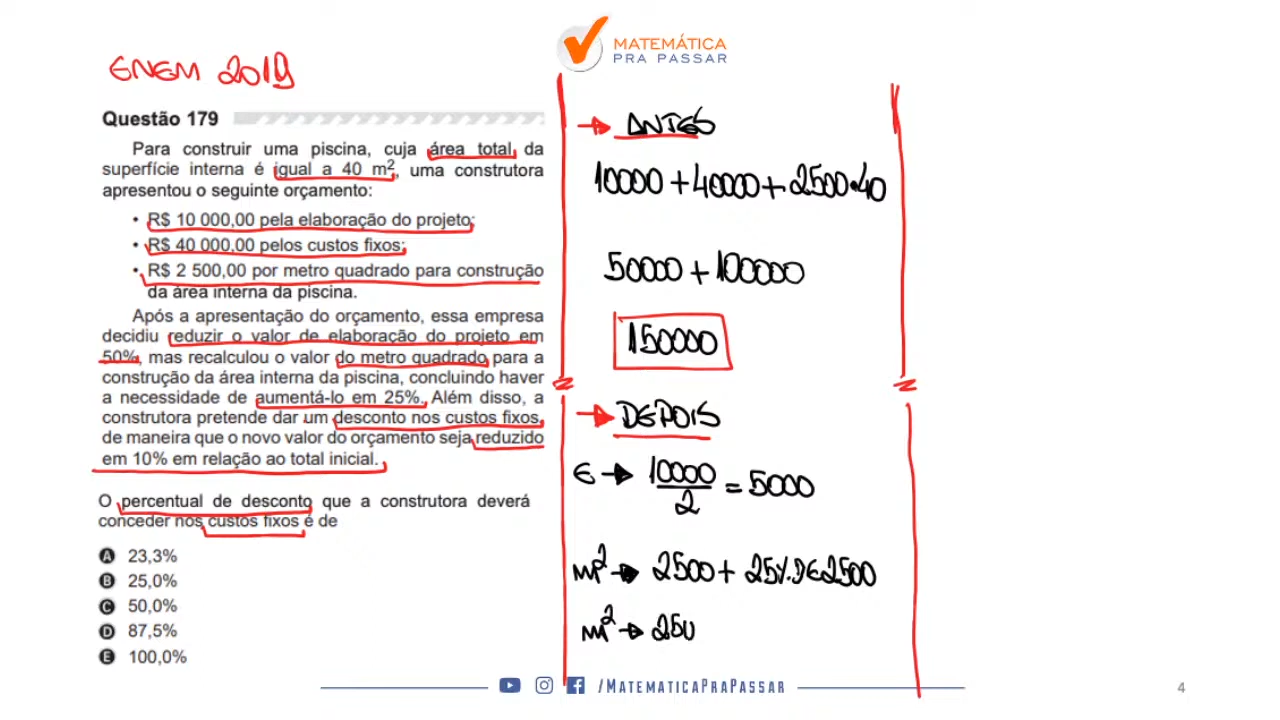 MATEMÁTICA
PRA PASSAR
ENEM 2019
Questão 179
Para construir uma piscina, cuja área total da
superfície interna é igual a 40 m², uma construtora
apresentou o seguinte orçamento:
• R$ 10 000,00 pela elaboração do projeto;
• R$ 40 000,00 pelos custos fixos;
• R$ 2 500,00 por metro quadrado para construção
da área interna da piscina.
Após a apresentação do orçamento, essa empresa
decidiu reduzir o valor de elaboração do projeto em
50%, mas recalculou o valor do metro quadrado para a
construção da área interna da piscina, concluindo haver
a necessidade de aumentá-lo em 25%. Além disso, a
construtora pretende dar um desconto nos custos fixos,
de maneira que o novo valor do orçamento seja reduzido
em 10% em relação ao total inicial.
O percentual de desconto que a construtora deverá
conceder nos custos fixos é de
A 23,3%
B 25,0%
C 50,0%
D 87,5%
E 100,0%
→ ANTES
10000 + 40000 + 2500·40
50000 + 100000
150000
→ DEPOIS
E → 10000/2 = 5000
m² → 2500 + 25% DE 2500
m² → 250
/MATEMATICAPRAPASSAR
4